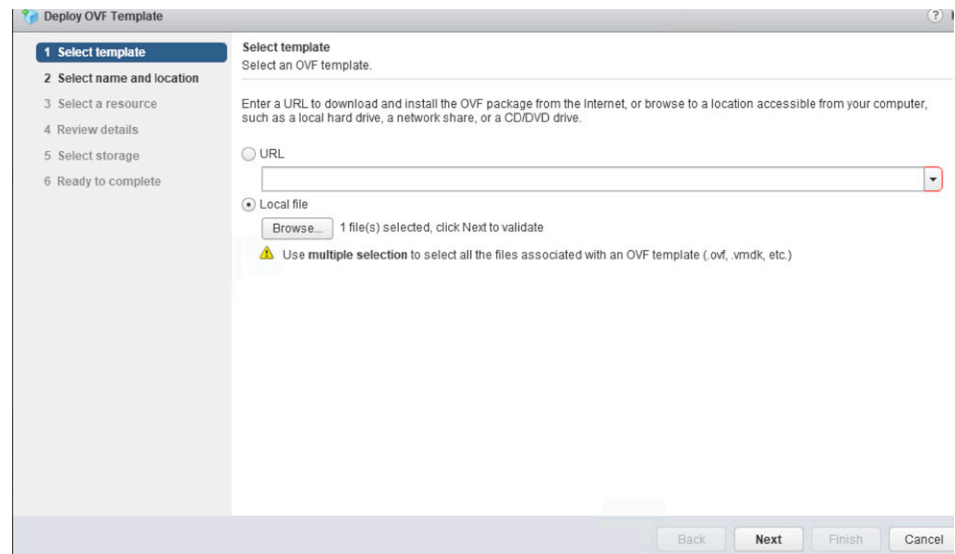 Deploy OVF Template
?
1 Select template
2 Select name and location
3 Select a resource
4 Review details
5 Select storage
6 Ready to complete
Select template
Select an OVF template.
Enter a URL to download and install the OVF package from the Internet, or browse to a location accessible from your computer,
such as a local hard drive, a network share, or a CD/DVD drive.
URL
Local file
Browse... 1 file(s) selected, click Next to validate
Use multiple selection to select all the files associated with an OVF template (.ovf, .vmdk, etc.)
Back Next Finish Cancel